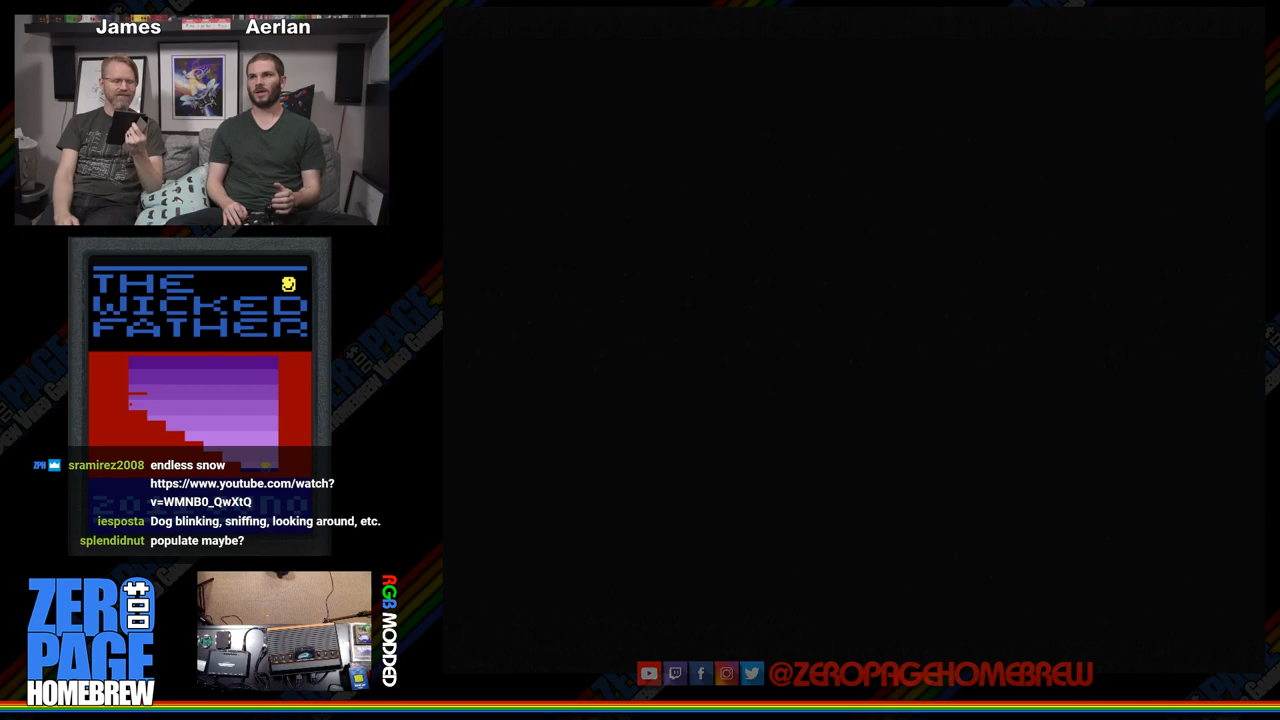 James
Aerlan
THE
WICKED
FATHER
sramirez2008 endless snow
https://www.youtube.com/watch?
v=WMNB0_QwXtQ
iesposta Dog blinking, sniffing, looking around, etc.
splendidnut populate maybe?
ZERO
PAGE
HOMEBREW
RGB MODDED
@ZEROPAGEHOMEBREW